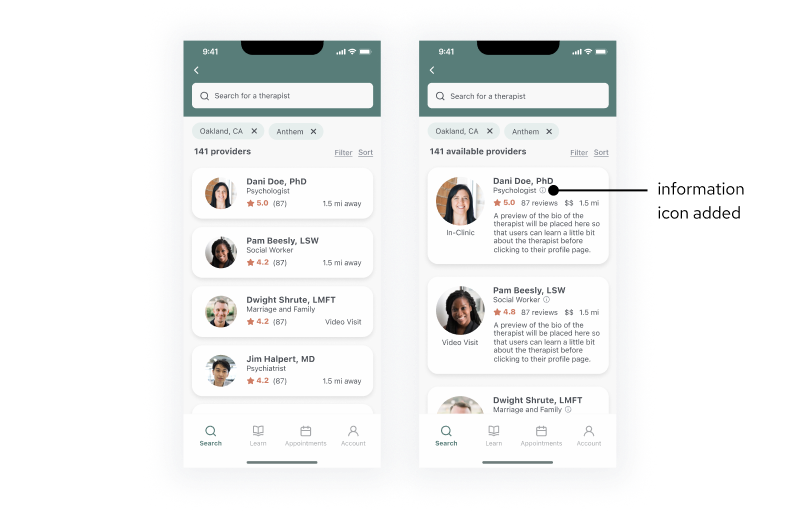 9:41
Search for a therapist
Oakland, CA
Anthem
141 providers
Filter Sort
Dani Doe, PhD
Psychologist
5.0 (87) 1.5 mi away
Pam Beesly, LSW
Social Worker
4.2 (87) 1.5 mi away
Dwight Shrute, LMFT
Marriage and Family
4.2 (87) Video Visit
Jim Halpert, MD
Psychiatrist
4.2 (87) 1.5 mi away
Search Learn Appointments Account
9:41
Search for a therapist
Oakland, CA
Anthem
141 available providers
Filter Sort
Dani Doe, PhD
Psychologist
5.0 87 reviews $$ 1.5 mi
A preview of the bio of the
therapist will be placed here so
that users can learn a little bit
about the therapist before
clicking to their profile page.
In-Clinic
Pam Beesly, LSW
Social Worker
4.8 87 reviews $$ 1.5 mi
A preview of the bio of the
therapist will be placed here so
that users can learn a little bit
about the therapist before
clicking to their profile page.
Video Visit
Dwight Shrute, LMFT
Marriage and Family
Search Learn Appointments Account
information
icon added